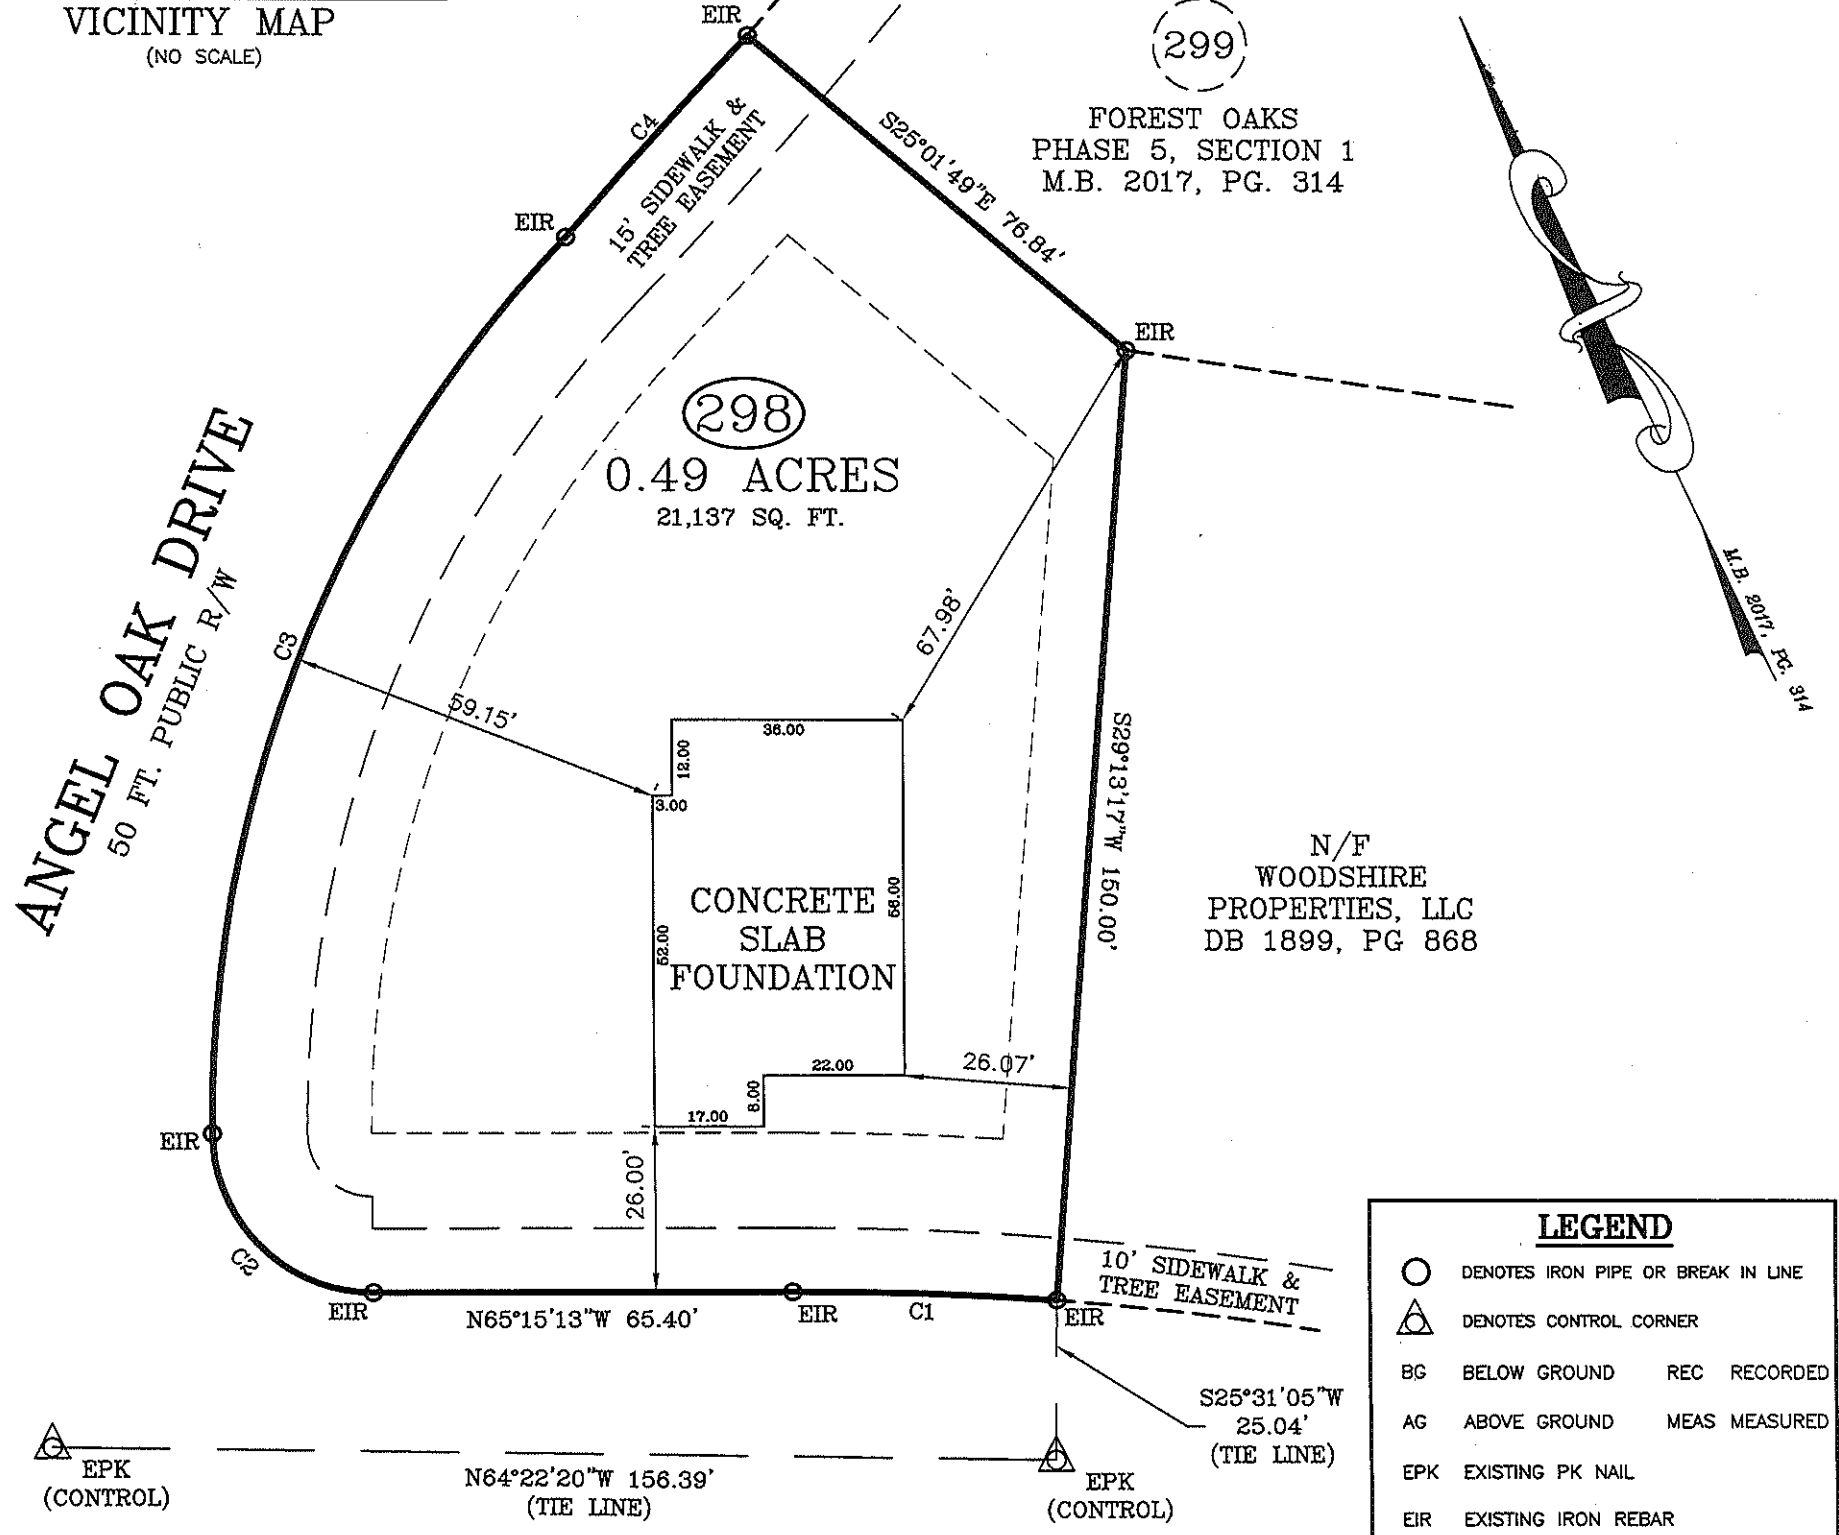 VICINITY MAP
(NO SCALE)
EIR
299
FOREST OAKS
PHASE 5, SECTION 1
M.B. 2017, PG. 314
C4
15' SIDEWALK &
TREE EASEMENT
S25°01'49"E 76.84'
EIR
EIR
298
0.49 ACRES
21,137 SQ. FT.
ANGEL OAK DRIVE
50 FT. PUBLIC R/W
C3
59.15'
67.98'
M.B. 2017, PG. 314
S29°13'17"W 150.00'
36.00
12.00
3.00
CONCRETE
SLAB
FOUNDATION
52.00
56.00
N/F
WOODSHIRE
PROPERTIES, LLC
DB 1899, PG 868
22.00
8.00
17.00
26.07'
26.00'
EIR
C2
EIR
N65°15'13"W 65.40'
EIR
C1
EIR
10' SIDEWALK &
TREE EASEMENT
S25°31'05"W
25.04'
(TIE LINE)
EPK
(CONTROL)
N64°22'20"W 156.39'
(TIE LINE)
EPK
(CONTROL)
LEGEND
DENOTES IRON PIPE OR BREAK IN LINE
DENOTES CONTROL CORNER
BG BELOW GROUND REC RECORDED
AG ABOVE GROUND MEAS MEASURED
EPK EXISTING PK NAIL
EIR EXISTING IRON REBAR